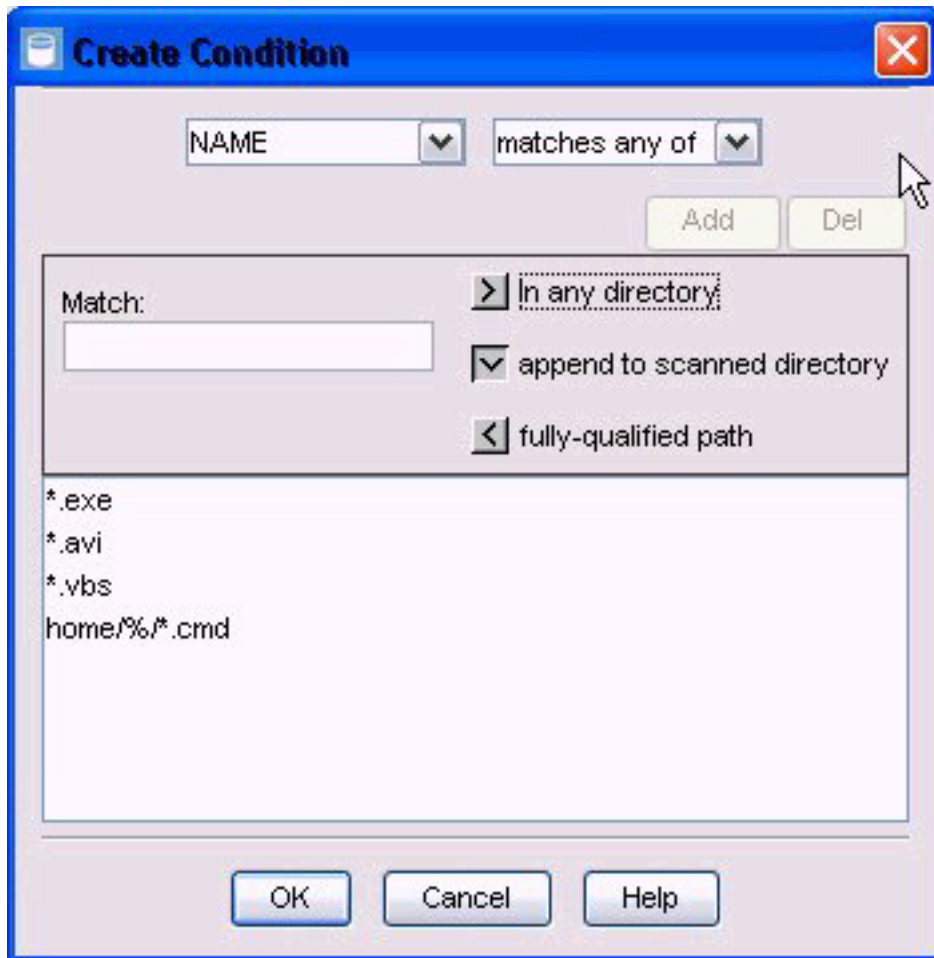 Create Condition
NAME
matches any of
Add
Del
Match:
In any directory
append to scanned directory
fully-qualified path
*.exe
*.avi
*.vbs
home/%/*.cmd
OK
Cancel
Help